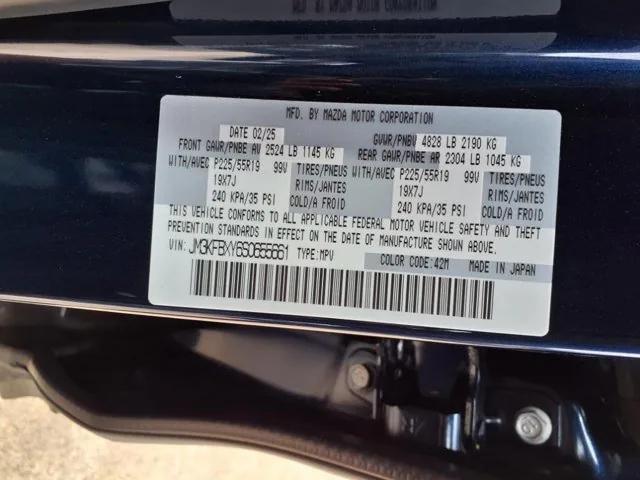 MFD. BY MAZDA MOTOR CORPORATION
DATE 02/25 GVWR/PNBV 4828 LB 2190 KG
FRONT GAWR/PNBE AV 2524 LB 1145 KG REAR GAWR/PNBE AR 2304 LB 1045 KG
WITH/AVEC P225/55R19 99V TIRES/PNEUS WITH/AVEC P225/55R19 99V TIRES/PNEUS
19X7J RIMS/JANTES 19X7J RIMS/JANTES
240 KPA/35 PSI COLD/A FROID 240 KPA/35 PSI COLD/A FROID
THIS VEHICLE CONFORMS TO ALL APPLICABLE FEDERAL MOTOR VEHICLE SAFETY AND THEFT
PREVENTION STANDARDS IN EFFECT ON THE DATE OF MANUFACTURE SHOWN ABOVE.
VIN: JM3KFBXY6S0655661 TYPE: MPV COLOR CODE: 42M MADE IN JAPAN